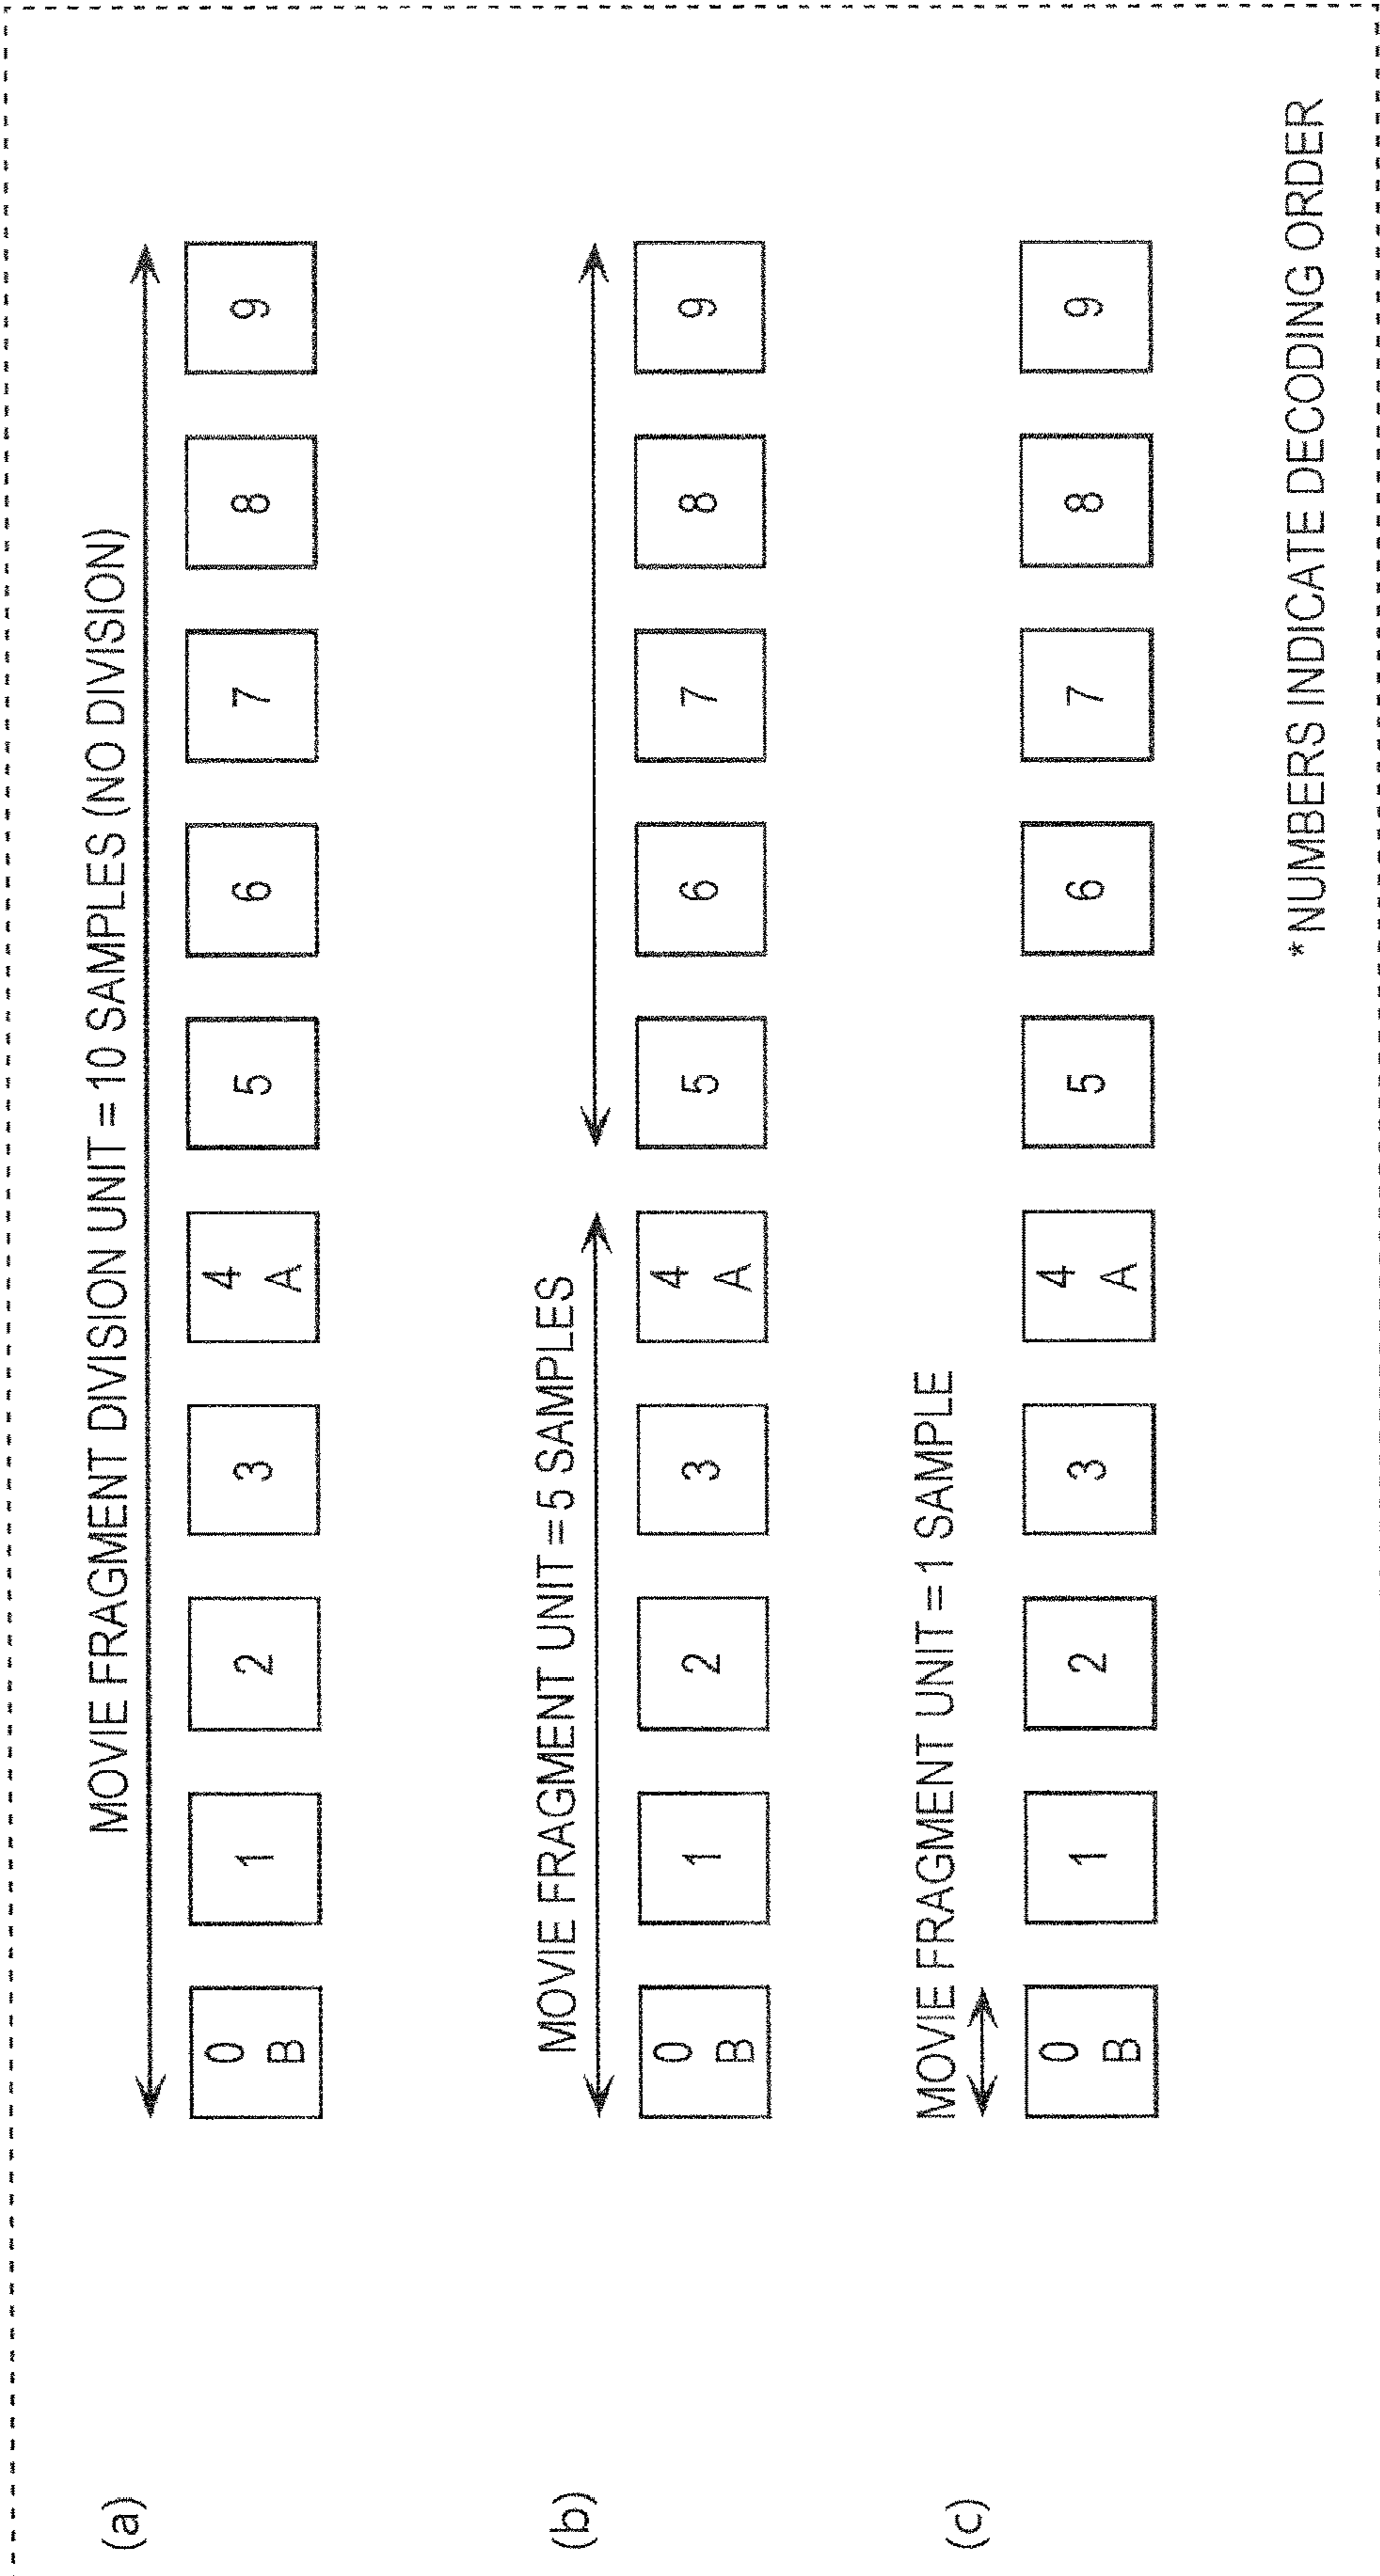 (a)
MOVIE FRAGMENT DIVISION UNIT = 10 SAMPLES (NO DIVISION)
0 1 2 3 4 5 6 7 8 9
B A
(b)
MOVIE FRAGMENT UNIT = 5 SAMPLES
0 1 2 3 4 5 6 7 8 9
B A
(c)
MOVIE FRAGMENT UNIT = 1 SAMPLE
0 1 2 3 4 5 6 7 8 9
B A
*NUMBERS INDICATE DECODING ORDER